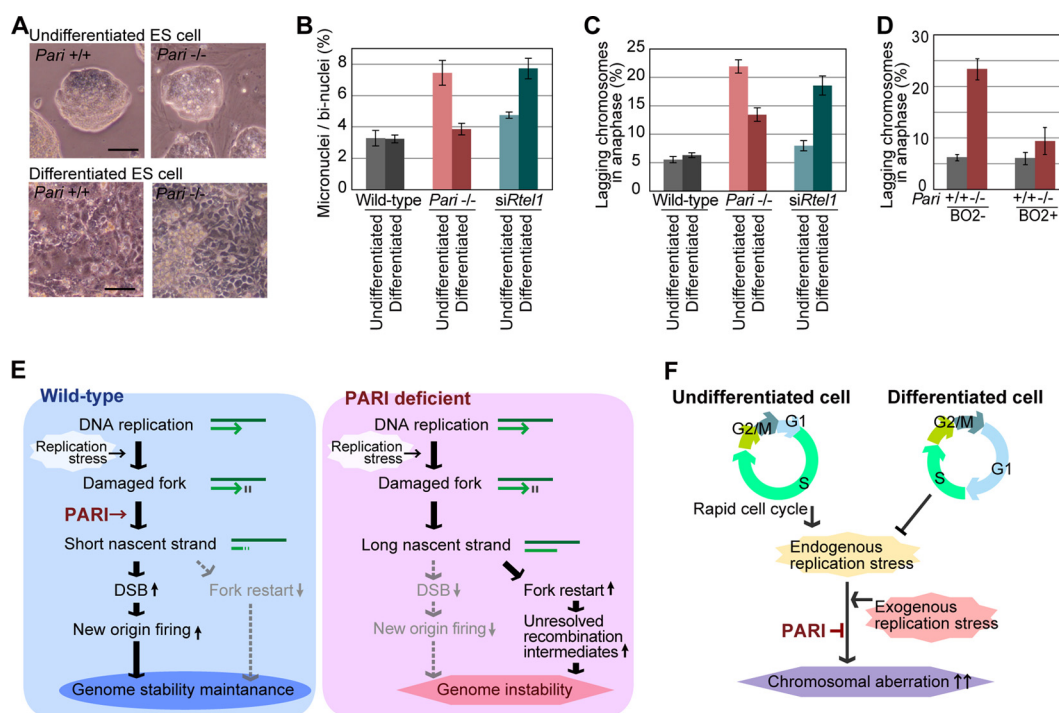 A
Undifferentiated ES cell
Pari +/+
Pari -/-
Differentiated ES cell
Pari +/+
Pari -/-
B
Micronuclei / bi-nuclei (%)
8
6
4
2
0
Wild-type
Pari -/-
siRtel1
Undifferentiated
Differentiated
Undifferentiated
Differentiated
Undifferentiated
Differentiated
C
Lagging chromosomes
in anaphase (%)
25
20
15
10
5
0
Wild-type
Pari -/-
siRtel1
Undifferentiated
Differentiated
Undifferentiated
Differentiated
Undifferentiated
Differentiated
D
Lagging chromosomes
in anaphase (%)
30
25
10
5
0
Pari +/+ -/- +/+ -/-
BO2- BO2+
E
Wild-type
DNA replication
Replication
stress
Damaged fork
PARI
Short nascent strand
DSB
Fork restart
New origin firing
Genome stability maintanance
PARI deficient
DNA replication
Replication
stress
Damaged fork
Long nascent strand
DSB
Fork restart
New origin firing
Unresolved
recombination
intermediates
Genome instability
F
Undifferentiated cell
Differentiated cell
G2/M
G1
S
G2/M
G1
S
Rapid cell cycle
Endogenous
replication stress
Exogenous
replication stress
PARI
Chromosomal aberration